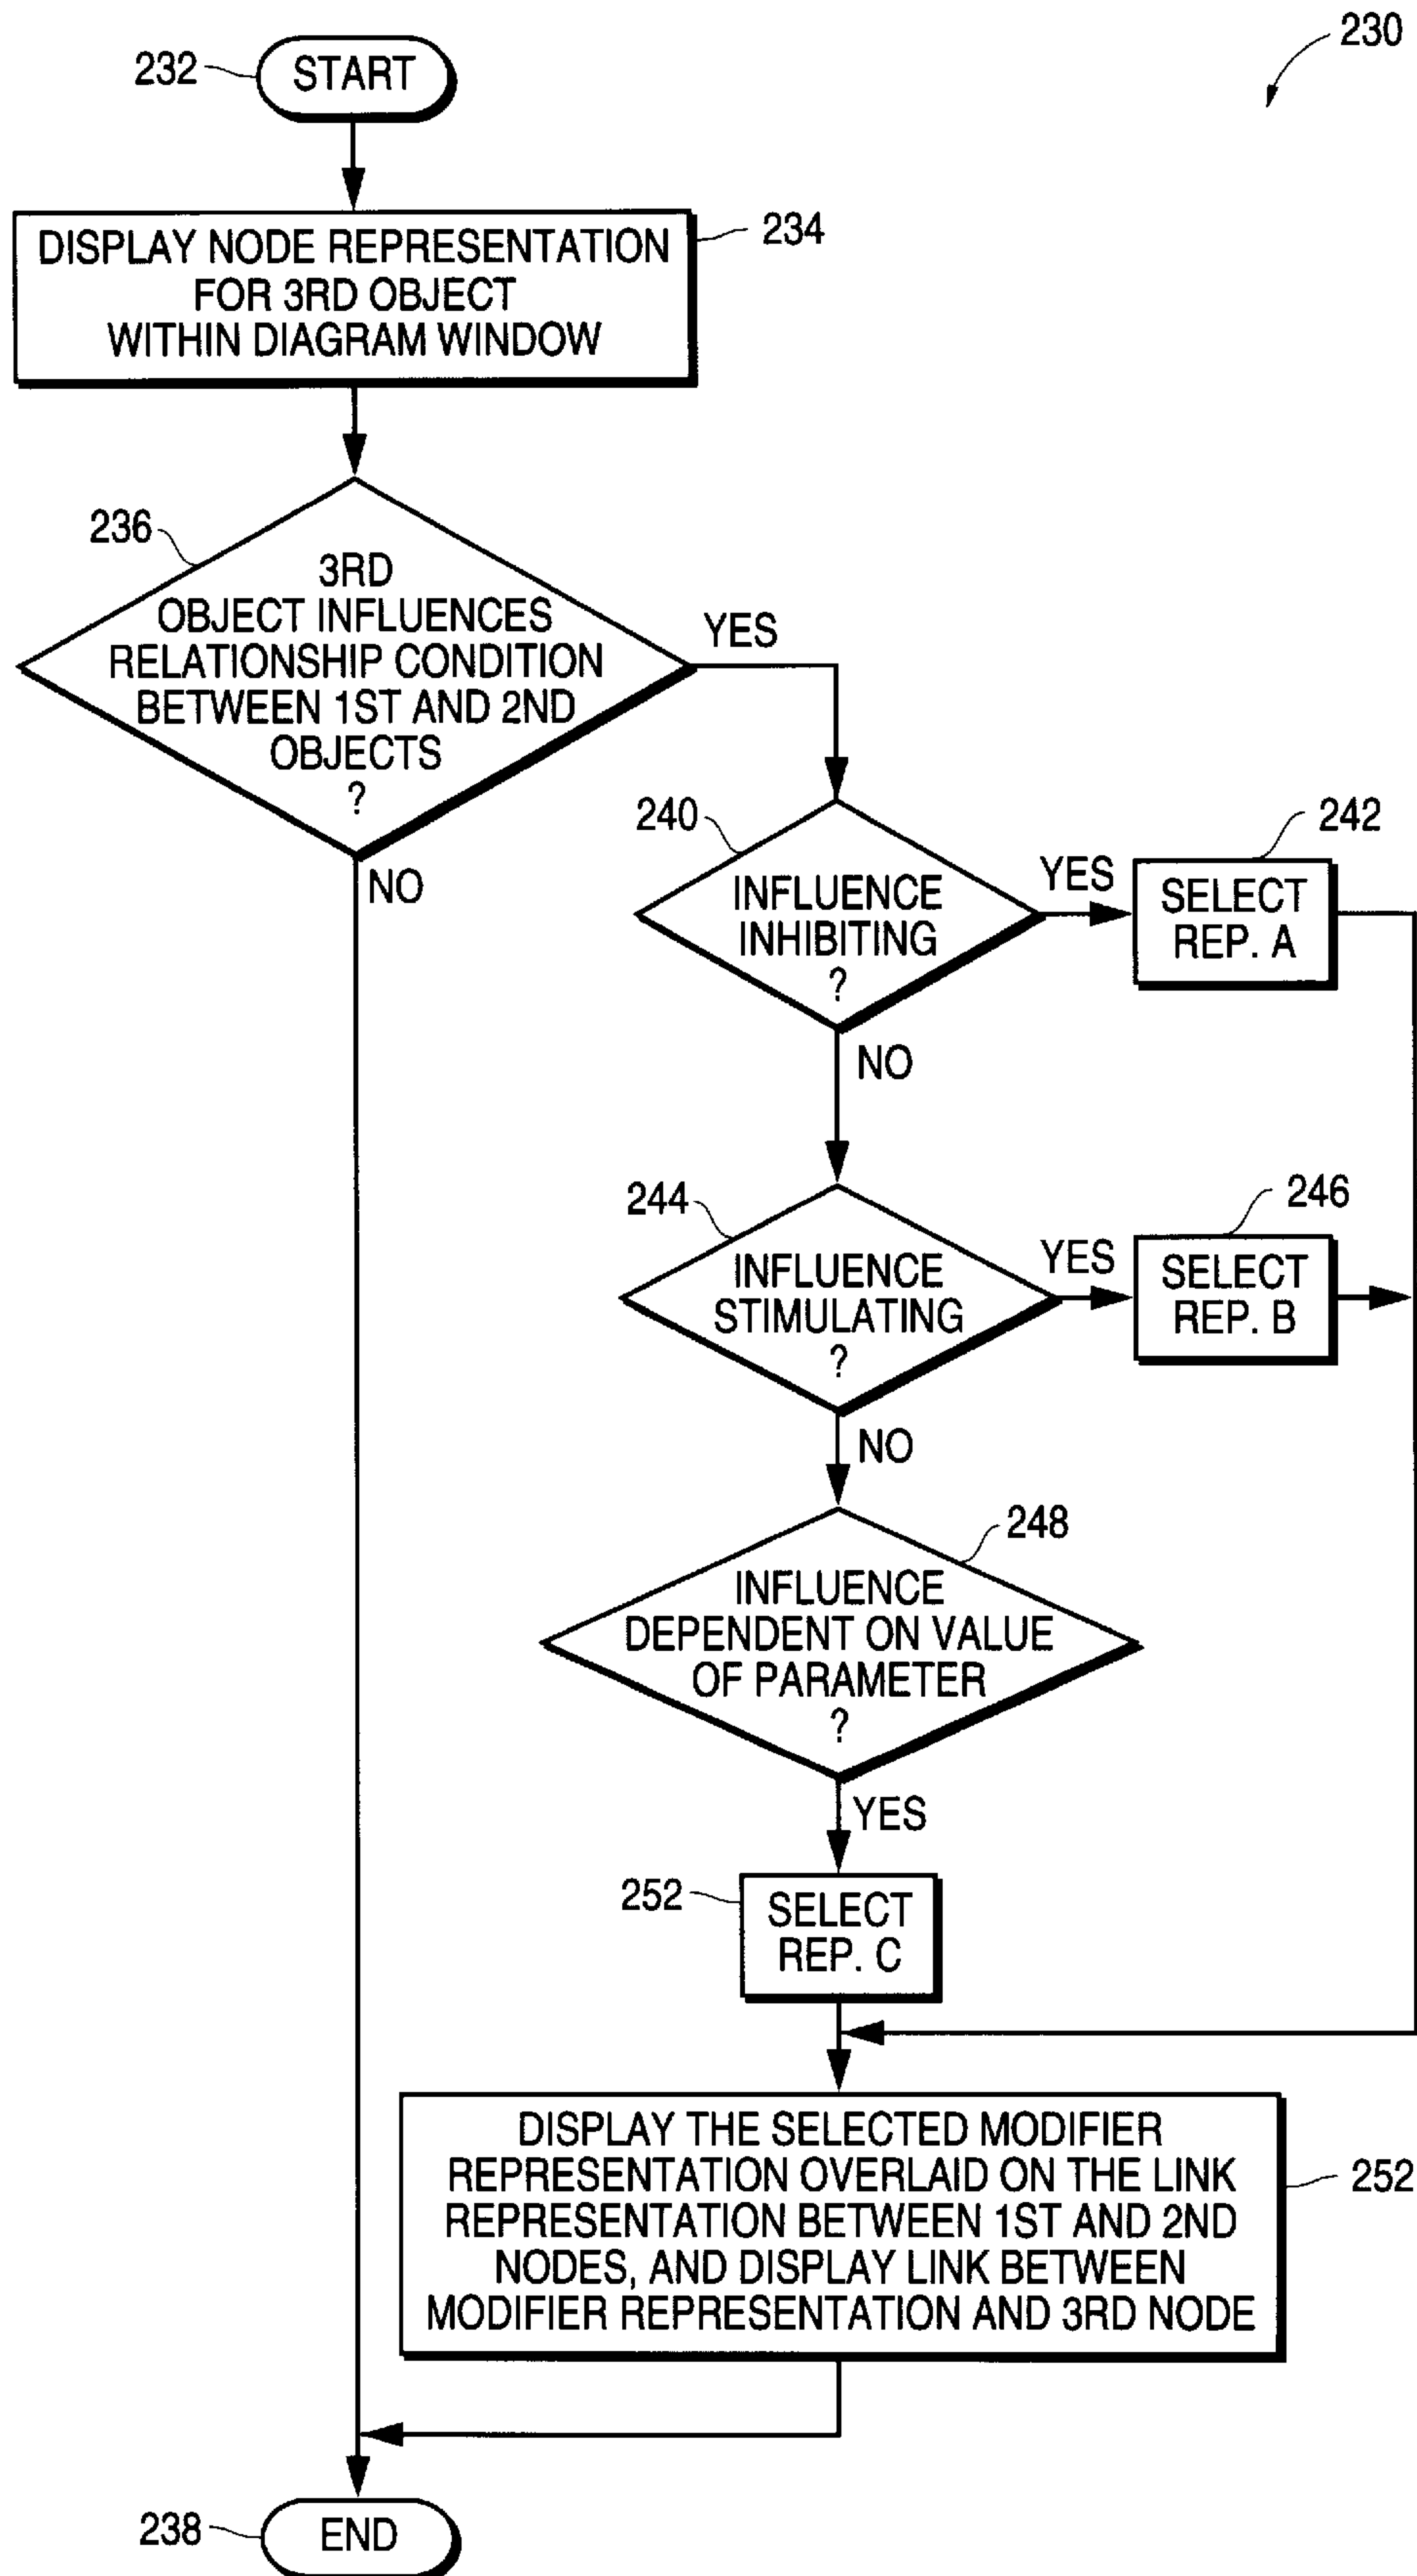 230
232
START
234
DISPLAY NODE REPRESENTATION
FOR 3RD OBJECT
WITHIN DIAGRAM WINDOW
236
3RD
OBJECT INFLUENCES
RELATIONSHIP CONDITION
BETWEEN 1ST AND 2ND
OBJECTS
?
YES
NO
240
INFLUENCE
INHIBITING
?
YES
242
SELECT
REP. A
NO
244
INFLUENCE
STIMULATING
?
YES
246
SELECT
REP. B
NO
248
INFLUENCE
DEPENDENT ON VALUE
OF PARAMETER
?
YES
252
SELECT
REP. C
DISPLAY THE SELECTED MODIFIER
REPRESENTATION OVERLAID ON THE LINK
REPRESENTATION BETWEEN 1ST AND 2ND
NODES, AND DISPLAY LINK BETWEEN
MODIFIER REPRESENTATION AND 3RD NODE
252
238
END